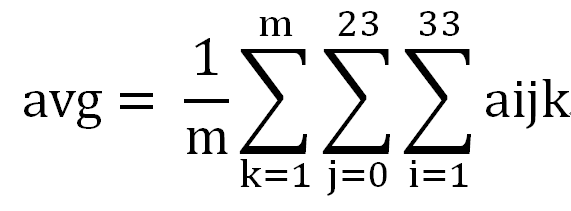 m 23 33
avg = 1/m ∑ ∑ ∑ aijk
k=1 j=0 i=1